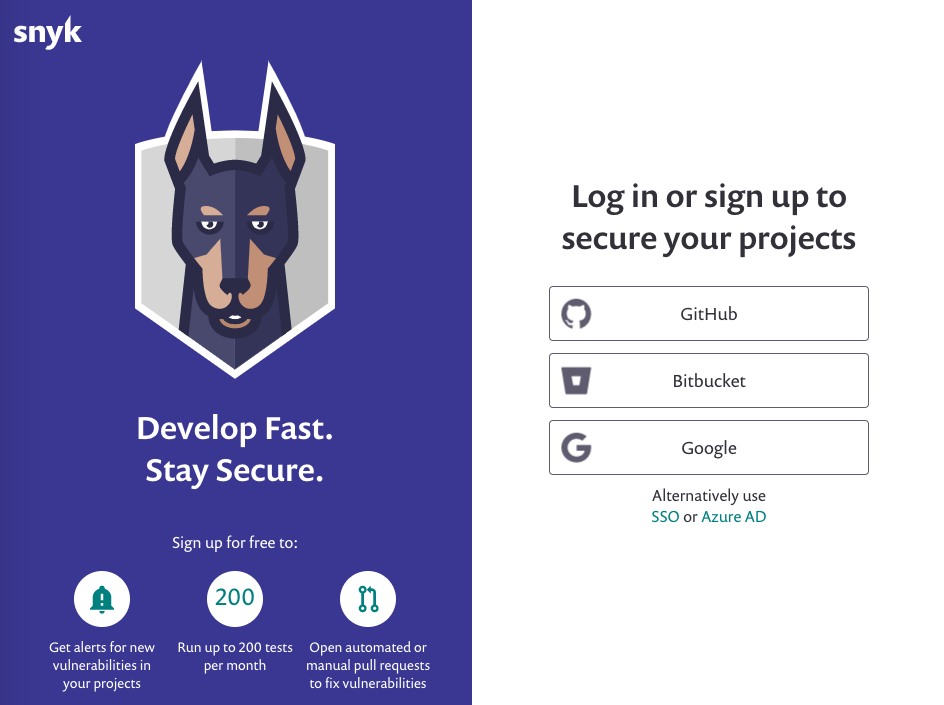 snyk
Develop Fast.
Stay Secure.
Sign up for free to:
Get alerts for new
vulnerabilities in
your projects
200
Run up to 200 tests
per month
Open automated or
manual pull requests
to fix vulnerabilities
Log in or sign up to
secure your projects
GitHub
Bitbucket
Google
Alternatively use
SSO or Azure AD